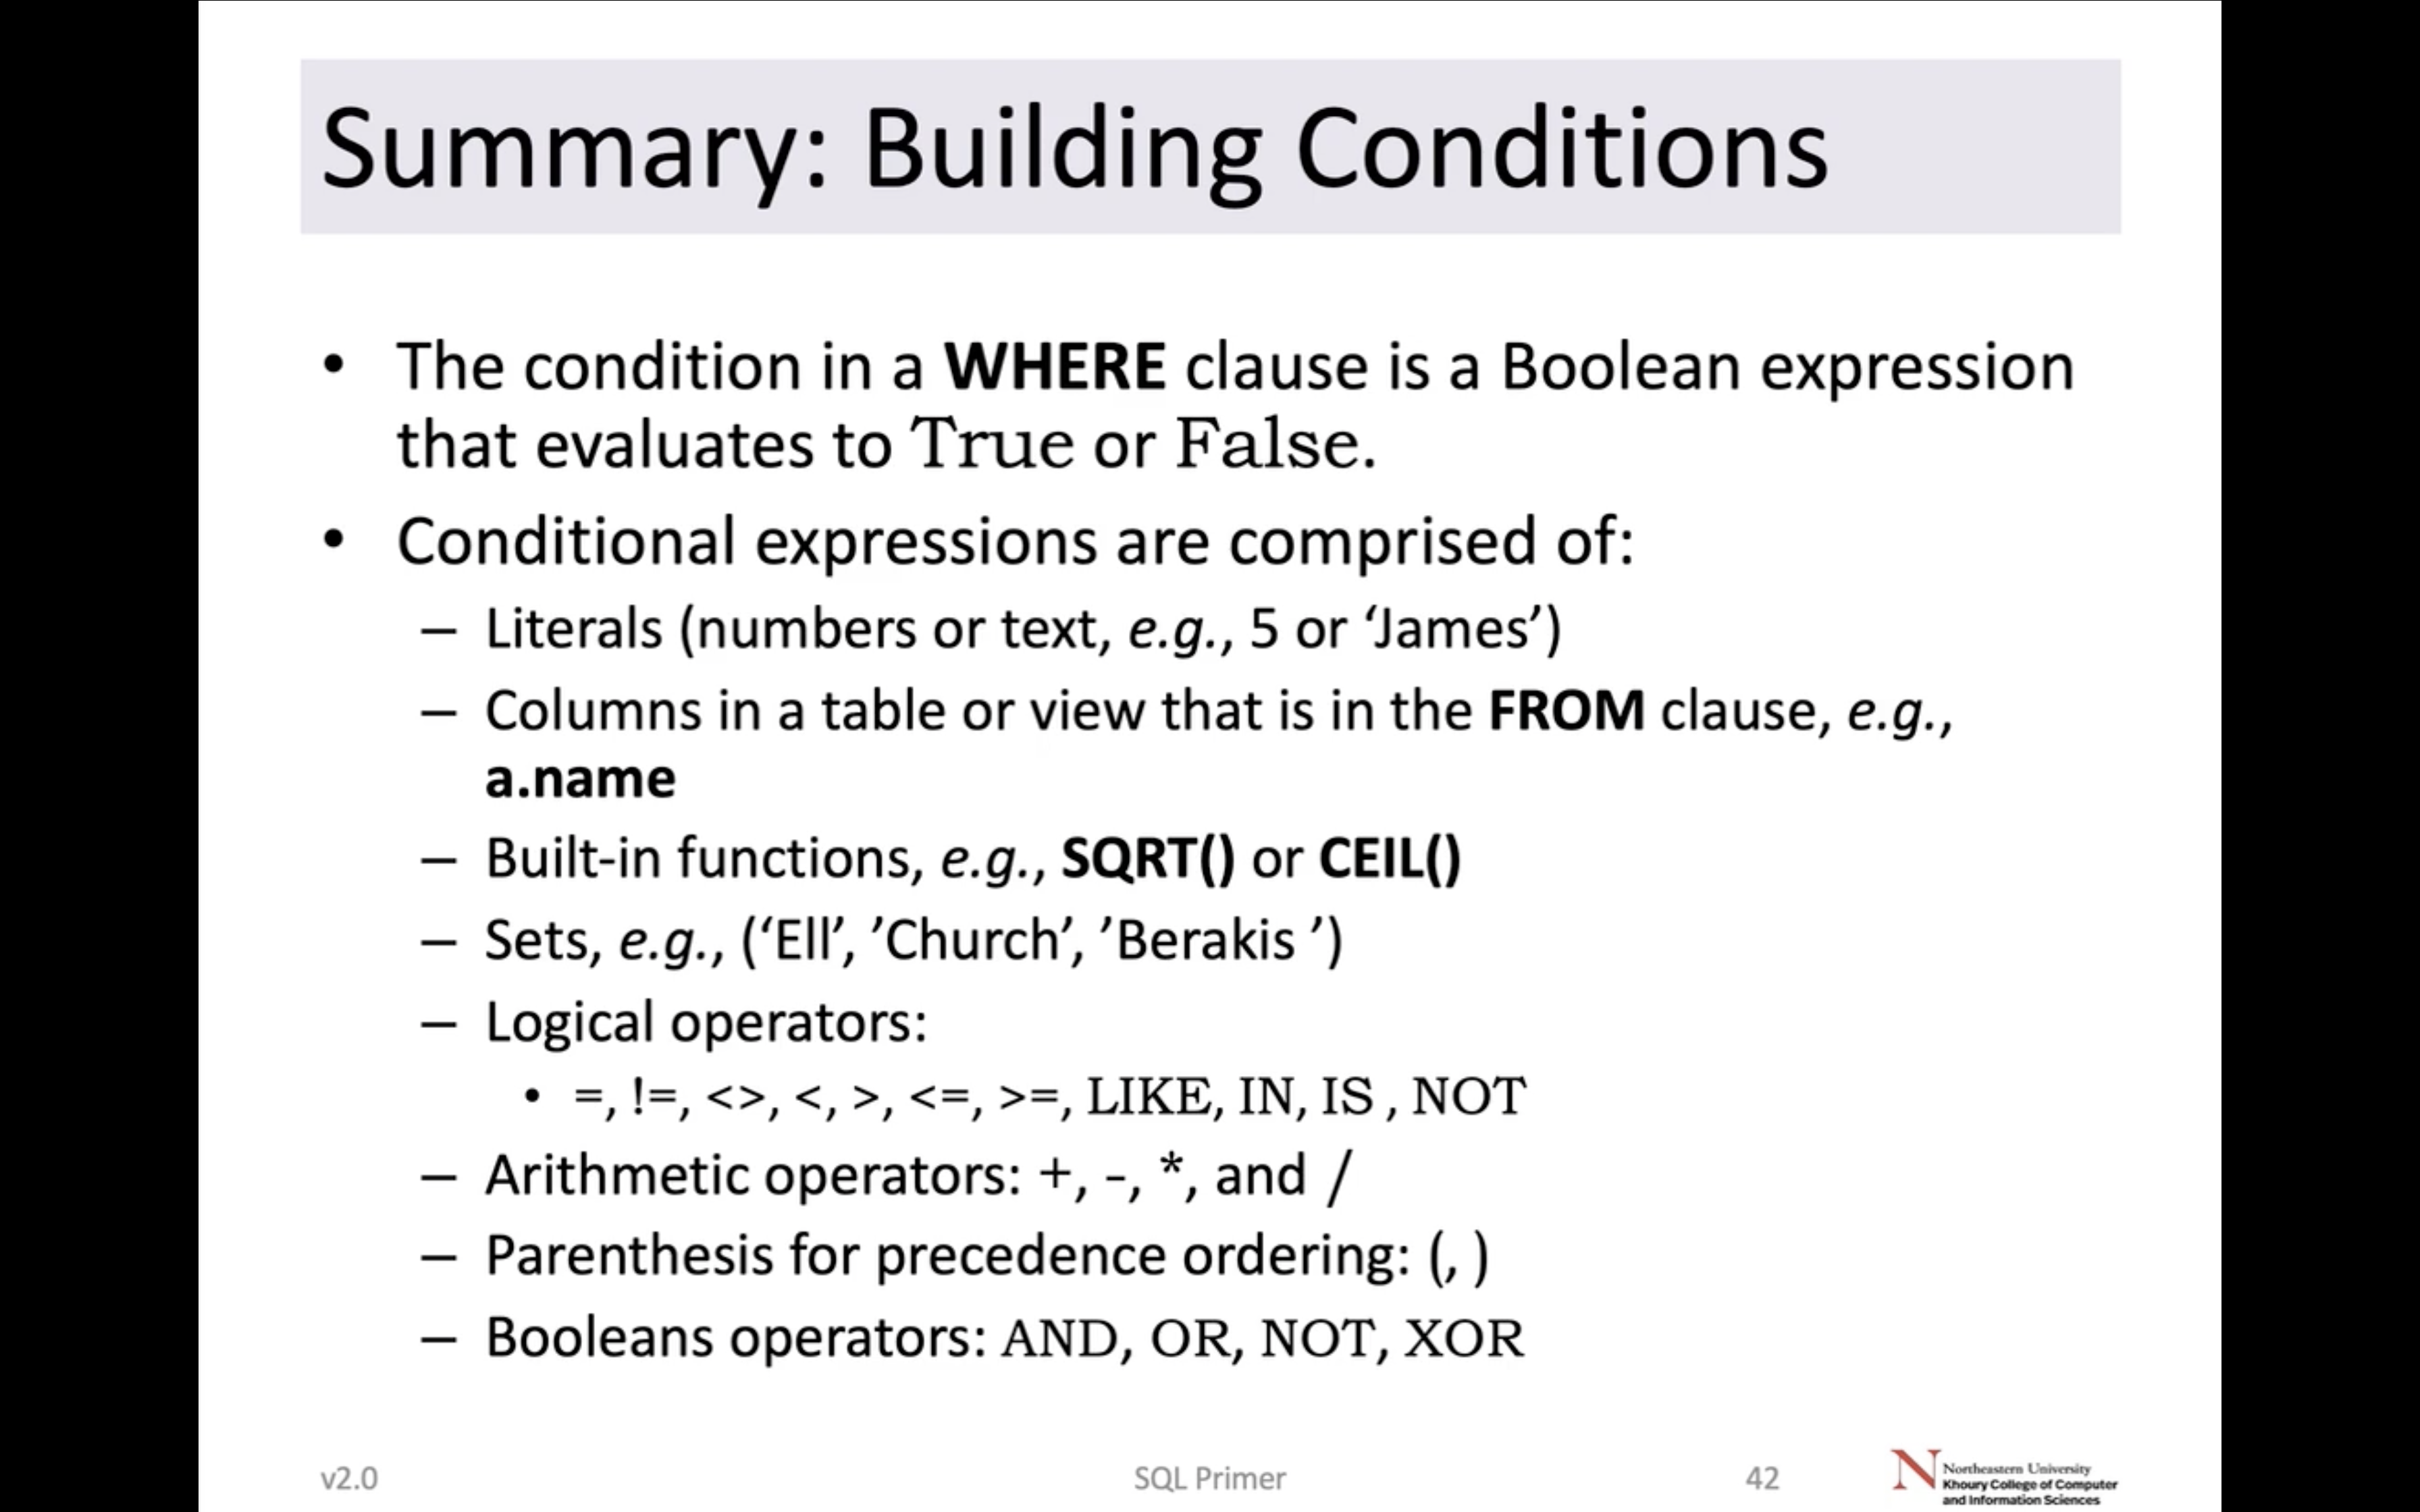 Summary: Building Conditions
• The condition in a WHERE clause is a Boolean expression
that evaluates to True or False.
• Conditional expressions are comprised of:
– Literals (numbers or text, e.g., 5 or ‘James’)
– Columns in a table or view that is in the FROM clause, e.g.,
a.name
– Built-in functions, e.g., SQRT() or CEIL()
– Sets, e.g., (‘Ell’, ’Church’, ’Berakis ’)
– Logical operators:
• =, !=, <>, <, >, <=, >=, LIKE, IN, IS , NOT
– Arithmetic operators: +, -, *, and /
– Parenthesis for precedence ordering: (, )
– Booleans operators: AND, OR, NOT, XOR
v2.0
SQL Primer
42
N
Northeastern University
Khoury College of Computer
and Information Sciences